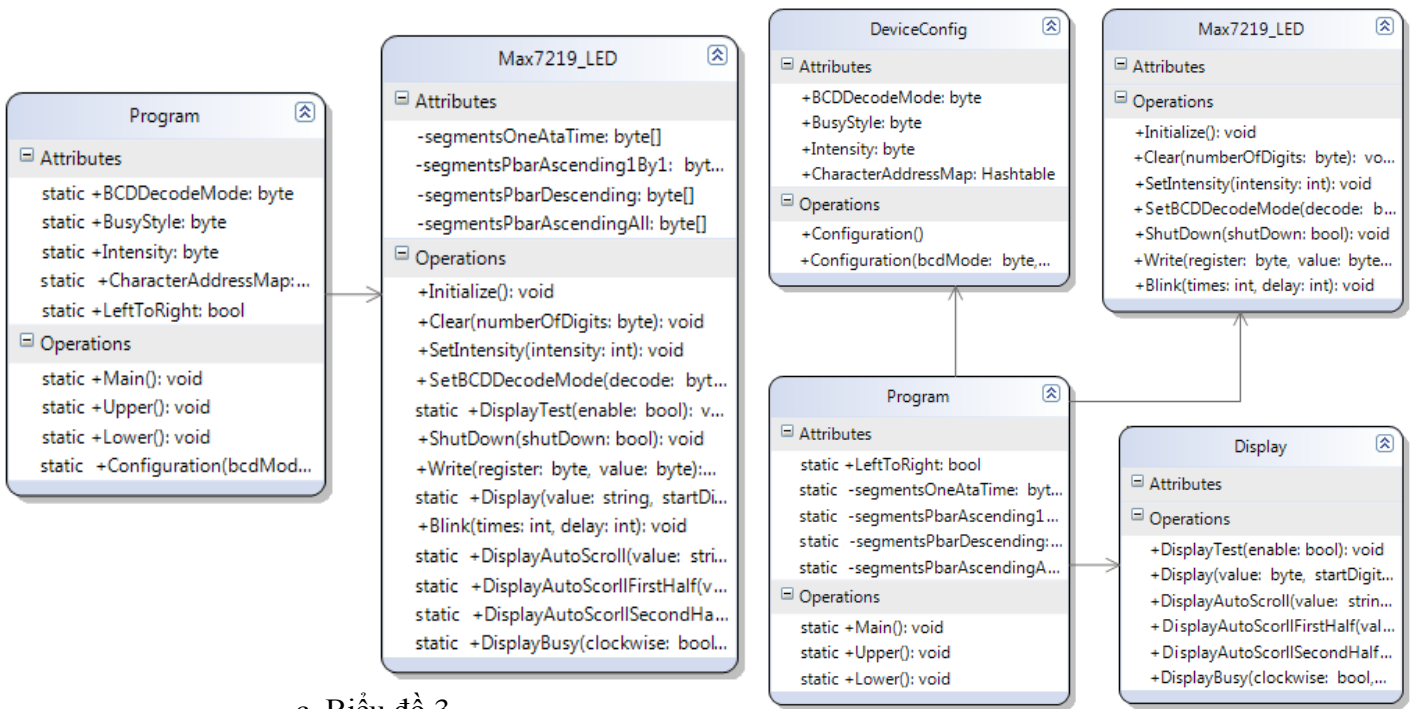 Program
Attributes
static +BCDDecodeMode: byte
static +BusyStyle: byte
static +Intensity: byte
static +CharacterAddressMap:...
static +LeftToRight: bool
Operations
static +Main(): void
static +Upper(): void
static +Lower(): void
static +Configuration(bcdMod...
Max7219_LED
Attributes
-segmentsOneAtaTime: byte[]
-segmentsPbarAscending1By1: byt...
-segmentsPbarDescending: byte[]
-segmentsPbarAscendingAll: byte[]
Operations
+Initialize(): void
+Clear(numberOfDigits: byte): void
+SetIntensity(intensity: int): void
+SetBCDDecodeMode(decode: byt...
static +DisplayTest(enable: bool): v...
+ShutDown(shutDown: bool): void
+Write(register: byte, value: byte):...
static +Display(value: string, startDi...
+Blink(times: int, delay: int): void
static +DisplayAutoScroll(value: stri...
static +DisplayAutoScorllFirstHalf(v...
static +DisplayAutoScorllSecondHa...
static +DisplayBusy(clockwise: bool...
DeviceConfig
Attributes
+BCDDecodeMode: byte
+BusyStyle: byte
+Intensity: byte
+CharacterAddressMap: Hashtable
Operations
+Configuration()
+Configuration(bcdMode: byte,...
Max7219_LED
Attributes
Operations
+Initialize(): void
+Clear(numberOfDigits: byte): vo...
+SetIntensity(intensity: int): void
+SetBCDDecodeMode(decode: b...
+ShutDown(shutDown: bool): void
+Write(register: byte, value: byte...
+Blink(times: int, delay: int): void
Program
Attributes
static +LeftToRight: bool
static -segmentsOneAtaTime: byt...
static -segmentsPbarAscending1...
static -segmentsPbarDescending:...
static -segmentsPbarAscendingA...
Operations
static +Main(): void
static +Upper(): void
static +Lower(): void
Display
Attributes
Operations
+DisplayTest(enable: bool): void
+Display(value: byte, startDigit...
+DisplayAutoScroll(value: strin...
+DisplayAutoScorllFirstHalf(val...
+DisplayAutoScorllSecondHalf...
+DisplayBusy(clockwise: bool,...
c. Biểu đồ 3